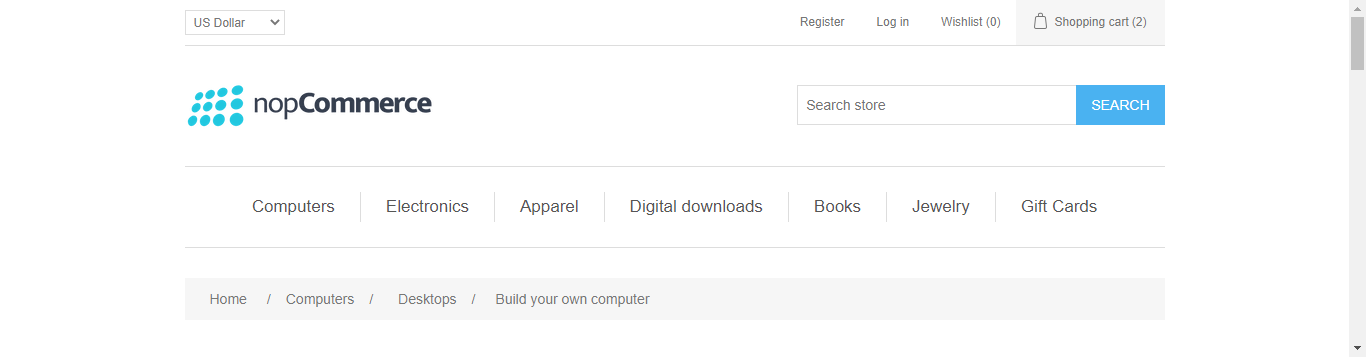 US Dollar Register Log in Wishlist (0) Shopping cart (2)
nopCommerce Search store SEARCH
Computers Electronics Apparel Digital downloads Books Jewelry Gift Cards
Home / Computers / Desktops / Build your own computer